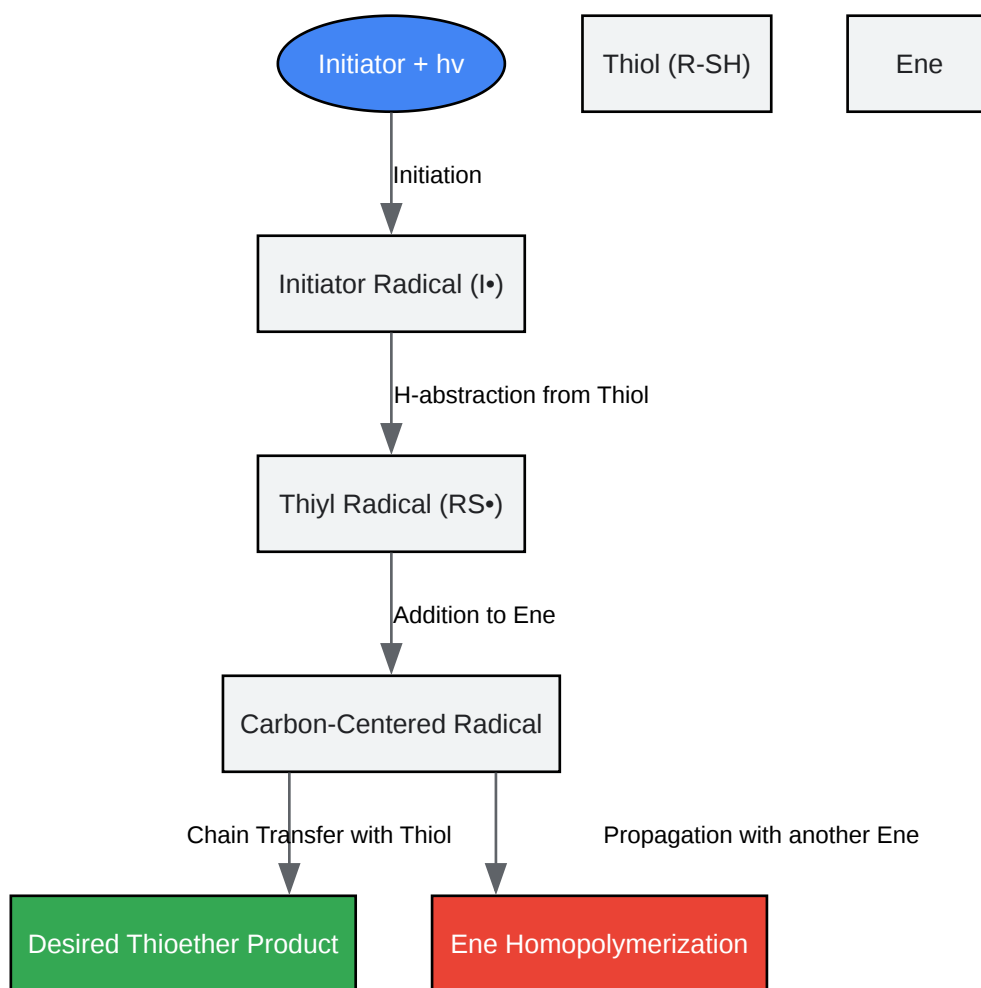 Initiator + hv
Thiol (R-SH)
Ene
Initiation
Initiator Radical (I•)
H-abstraction from Thiol
Thiyl Radical (RS•)
Addition to Ene
Carbon-Centered Radical
Chain Transfer with Thiol
Propagation with another Ene
Desired Thioether Product
Ene Homopolymerization